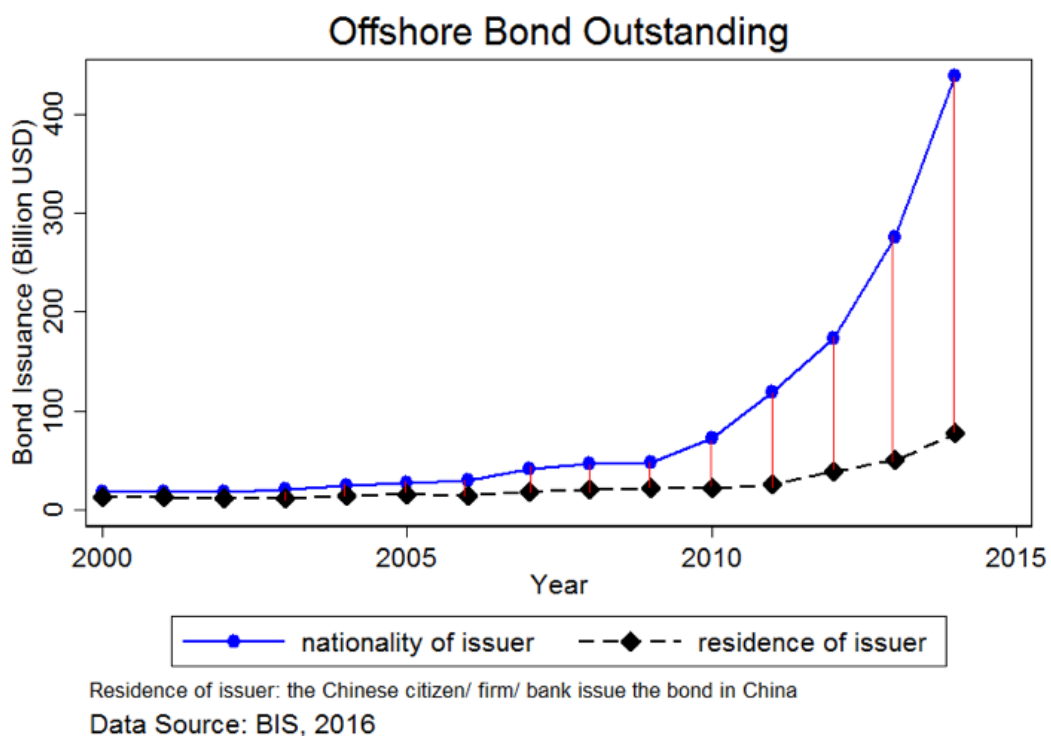 Offshore Bond Outstanding
Bond Issuance (Billion USD)
400
300
200
100
0
2000 2005 2010 2015
Year
nationality of issuer residence of issuer
Residence of issuer: the Chinese citizen/ firm/ bank issue the bond in China
Data Source: BIS, 2016